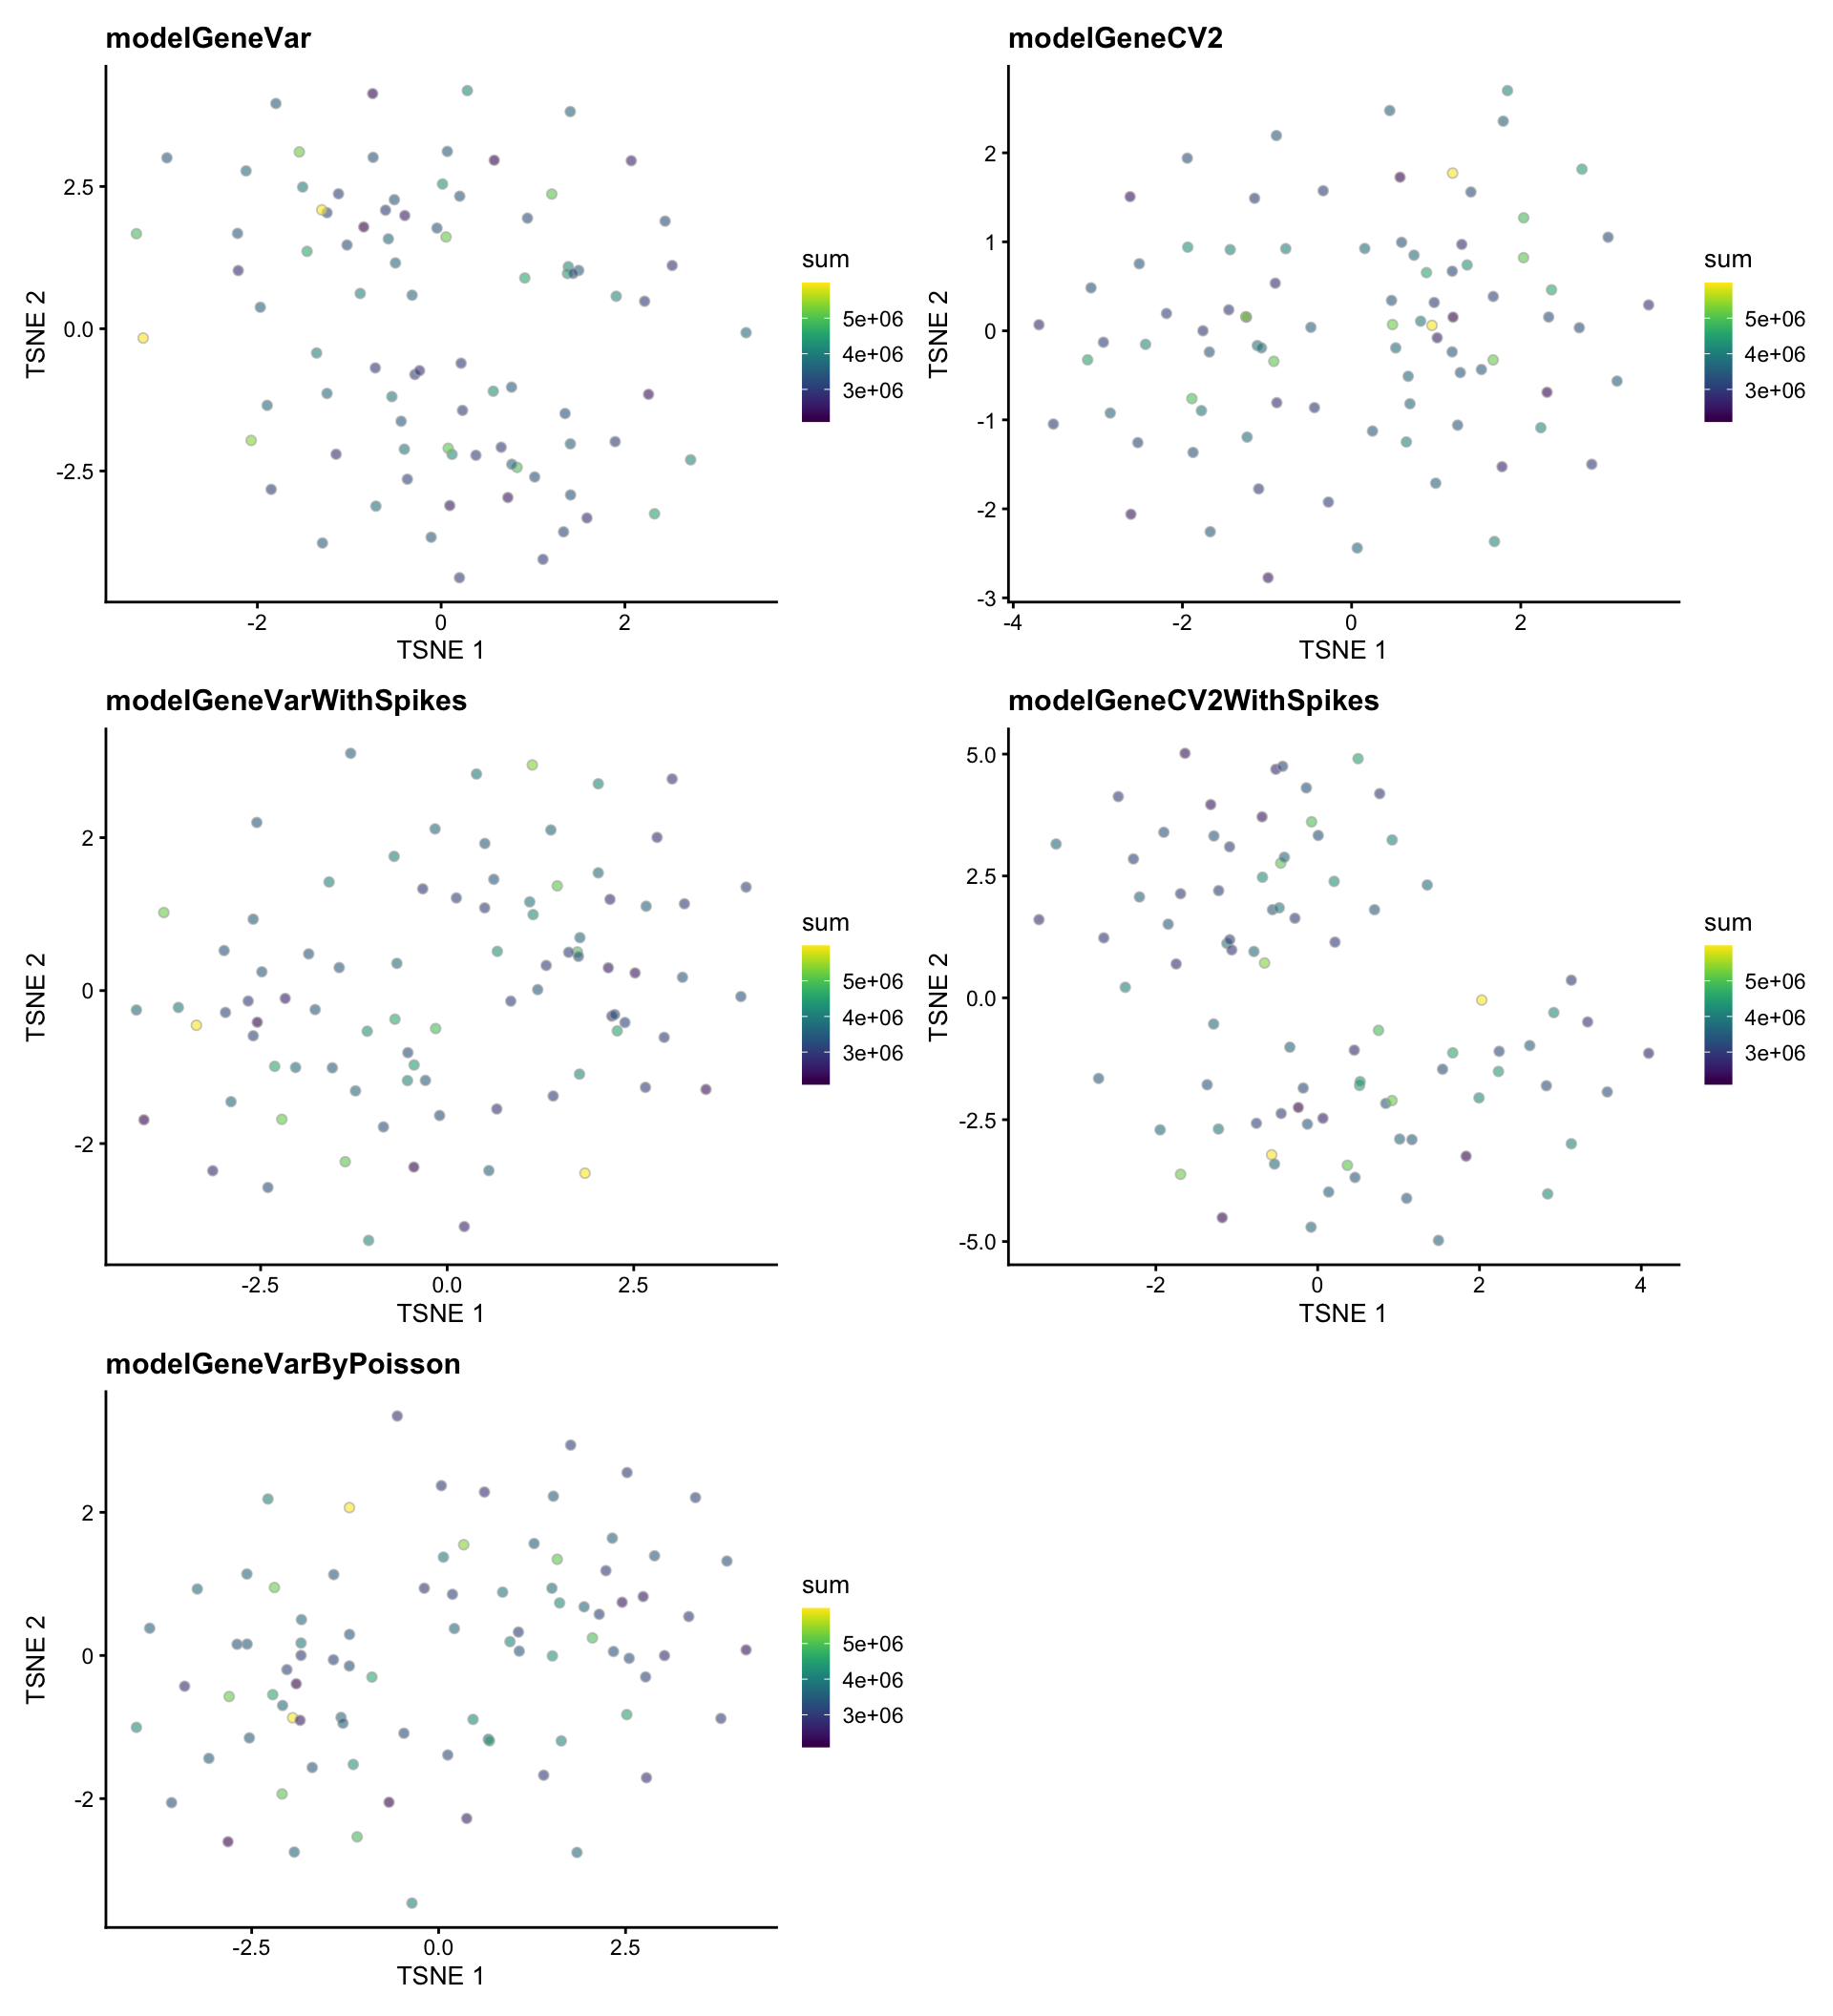 modelGeneVar
2.5
0.0
-2.5
-2
0
2
TSNE 1
TSNE 2
sum
5e+06
4e+06
3e+06
modelGeneCV2
2
1
0
-1
-2
-3
-4
-2
0
2
TSNE 1
TSNE 2
sum
5e+06
4e+06
3e+06
modelGeneVarWithSpikes
2
0
-2
-2.5
0.0
2.5
TSNE 1
TSNE 2
sum
5e+06
4e+06
3e+06
modelGeneCV2WithSpikes
5.0
2.5
0.0
-2.5
-5.0
-2
0
2
4
TSNE 1
TSNE 2
sum
5e+06
4e+06
3e+06
modelGeneVarByPoisson
2
0
-2
-2.5
0.0
2.5
TSNE 1
TSNE 2
sum
5e+06
4e+06
3e+06